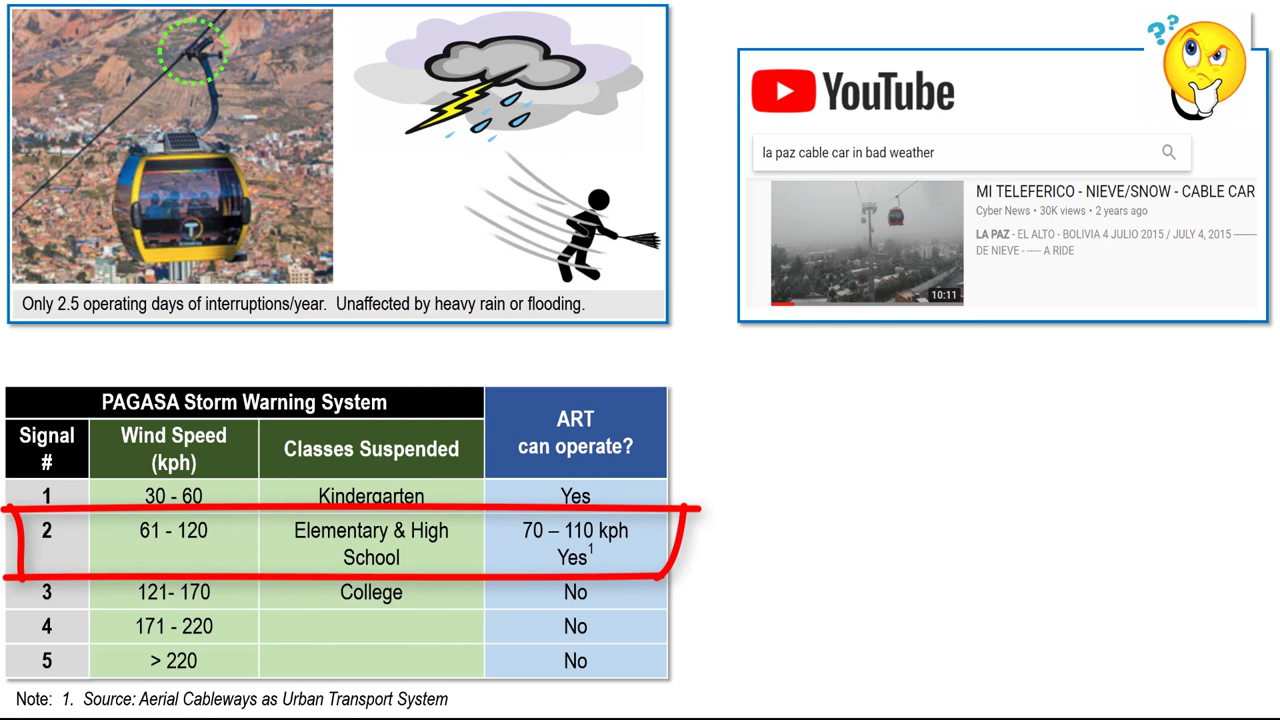 Only 2.5 operating days of interruptions/year. Unaffected by heavy rain or flooding.
??
YouTube
la paz cable car in bad weather
MI TELEFERICO - NIEVE/SNOW - CABLE CAR
Cyber News • 30K views • 2 years ago
LA PAZ - EL ALTO - BOLIVIA 4 JULIO 2015 / JULY 4, 2015 --------
DE NIEVE - ---- A RIDE
10:11
PAGASA Storm Warning System
ART
can operate?
Signal
#
Wind Speed
(kph)
Classes Suspended
1 30 - 60 Kindergarten Yes
2 61 - 120 Elementary & High
School
70 – 110 kph
Yes1
3 121- 170 College No
4 171 - 220 No
5 > 220 No
Note: 1. Source: Aerial Cableways as Urban Transport System